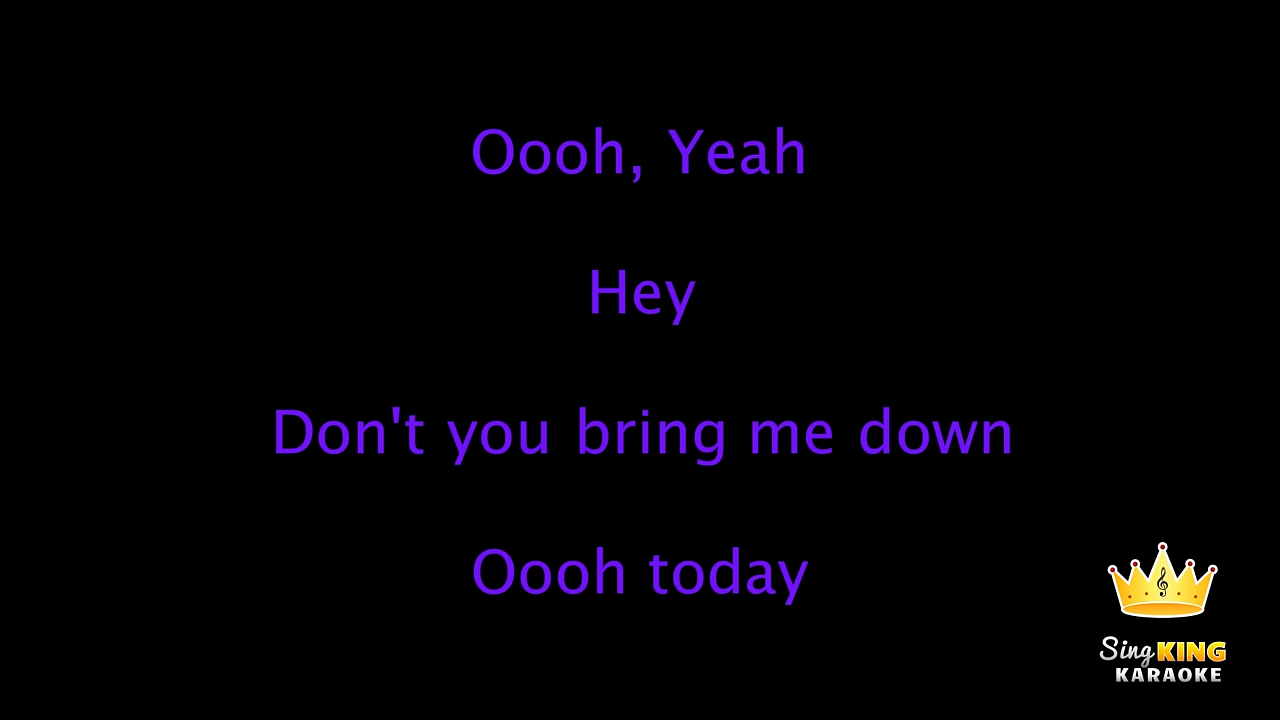 Oooh, Yeah
Hey
Don't you bring me down
Oooh today
Sing KING
KARAOKE